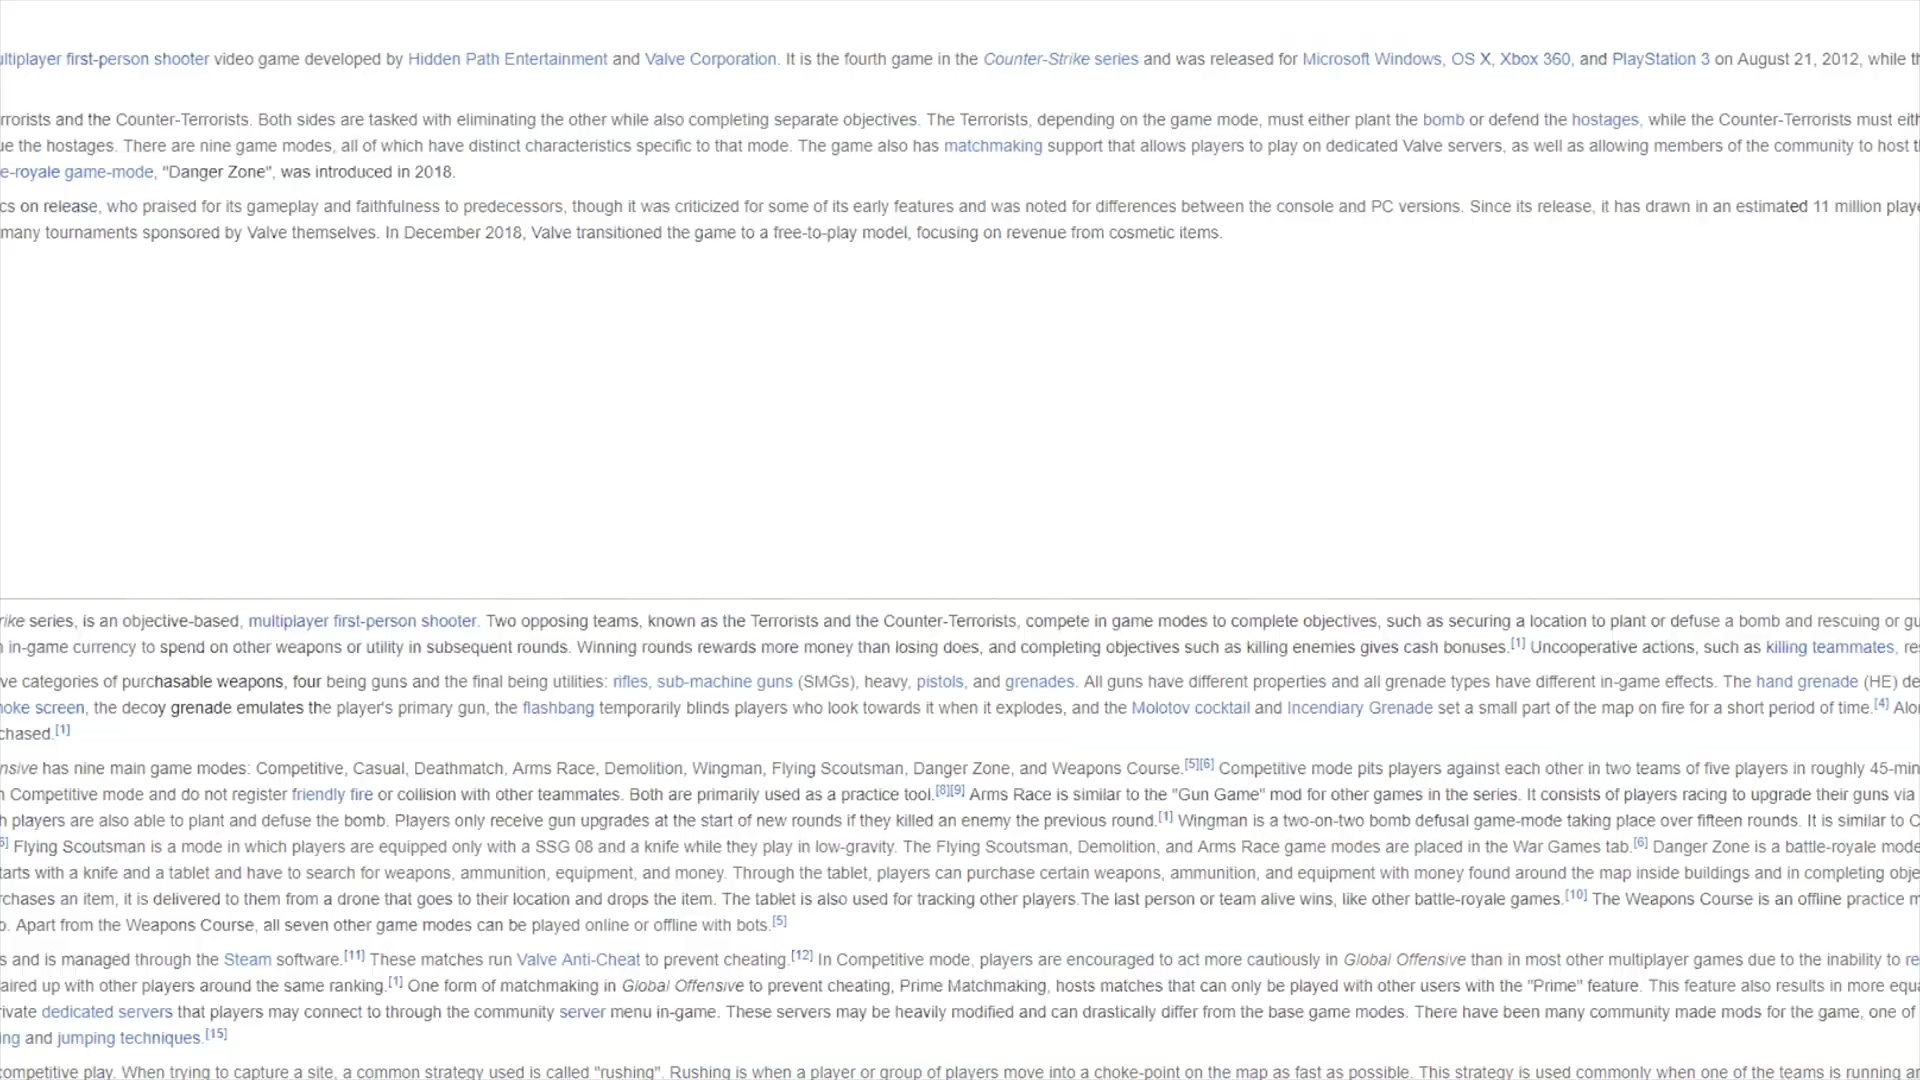 multiplayer first-person shooter video game developed by Hidden Path Entertainment and Valve Corporation. It is the fourth game in the Counter-Strike series and was released for Microsoft Windows, OS X, Xbox 360, and PlayStation 3 on August 21, 2012, while
rrorists and the Counter-Terrorists. Both sides are tasked with eliminating the other while also completing separate objectives. The Terrorists, depending on the game mode, must either plant the bomb or defend the hostages, while the Counter-Terrorists must eith
ue the hostages. There are nine game modes, all of which have distinct characteristics specific to that mode. The game also has matchmaking support that allows players to play on dedicated Valve servers, as well as allowing members of the community to host
e-royale game-mode, "Danger Zone", was introduced in 2018.
cs on release, who praised for its gameplay and faithfulness to predecessors, though it was criticized for some of its early features and was noted for differences between the console and PC versions. Since its release, it has drawn in an estimated 11 million playe
many tournaments sponsored by Valve themselves. In December 2018, Valve transitioned the game to a free-to-play model, focusing on revenue from cosmetic items.
rike series, is an objective-based, multiplayer first-person shooter. Two opposing teams, known as the Terrorists and the Counter-Terrorists, compete in game modes to complete objectives, such as securing a location to plant or defuse a bomb and rescuing or gu
in-game currency to spend on other weapons or utility in subsequent rounds. Winning rounds rewards more money than losing does, and completing objectives such as killing enemies gives cash bonuses.[1] Uncooperative actions, such as killing teammates, re
ve categories of purchasable weapons, four being guns and the final being utilities: rifles, sub-machine guns (SMGs), heavy, pistols, and grenades. All guns have different properties and all grenade types have different in-game effects. The hand grenade (HE) de
oke screen, the decoy grenade emulates the player's primary gun, the flashbang temporarily blinds players who look towards it when it explodes, and the Molotov cocktail and Incendiary Grenade set a small part of the map on fire for a short period of time.[4] Alo
chased.[1]
nsive has nine main game modes: Competitive, Casual, Deathmatch, Arms Race, Demolition, Wingman, Flying Scoutsman, Danger Zone, and Weapons Course.[5][6] Competitive mode pits players against each other in two teams of five players in roughly 45-min
Competitive mode and do not register friendly fire or collision with other teammates. Both are primarily used as a practice tool.[8][9] Arms Race is similar to the "Gun Game" mod for other games in the series. It consists of players racing to upgrade their guns via
h players are also able to plant and defuse the bomb. Players only receive gun upgrades at the start of new rounds if they killed an enemy the previous round.[1] Wingman is a two-on-two bomb defusal game-mode taking place over fifteen rounds. It is similar to C
6] Flying Scoutsman is a mode in which players are equipped only with a SSG 08 and a knife while they play in low-gravity. The Flying Scoutsman, Demolition, and Arms Race game modes are placed in the War Games tab.[6] Danger Zone is a battle-royale mode
tarts with a knife and a tablet and have to search for weapons, ammunition, equipment, and money. Through the tablet, players can purchase certain weapons, ammunition, and equipment with money found around the map inside buildings and in completing obje
rchases an item, it is delivered to them from a drone that goes to their location and drops the item. The tablet is also used for tracking other players.The last person or team alive wins, like other battle-royale games.[10] The Weapons Course is an offline practice m
o. Apart from the Weapons Course, all seven other game modes can be played online or offline with bots.[5]
s and is managed through the Steam software.[11] These matches run Valve Anti-Cheat to prevent cheating.[12] In Competitive mode, players are encouraged to act more cautiously in Global Offensive than in most other multiplayer games due to the inability to re
aired up with other players around the same ranking.[1] One form of matchmaking in Global Offensive to prevent cheating, Prime Matchmaking, hosts matches that can only be played with other users with the "Prime" feature. This feature also results in more equa
ivate dedicated servers that players may connect to through the community server menu in-game. These servers may be heavily modified and can drastically differ from the base game modes. There have been many community made mods for the game, one of
ing and jumping techniques.[15]
competitive play. When trying to capture a site, a common strategy used is called "rushing". Rushing is when a player or group of players move into a choke-point on the map as fast as possible. This strategy is used commonly when one of the teams is running